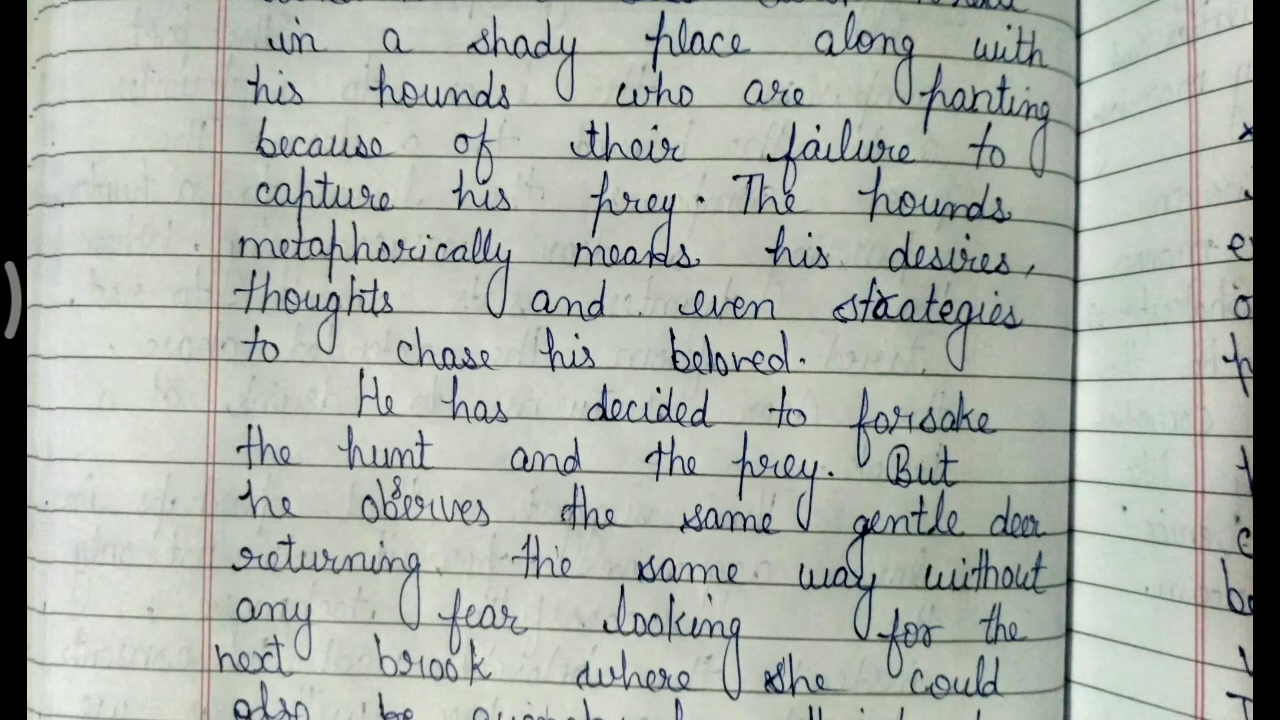 in a shady place along with
his hounds who are panting
because of their failure to
capture his prey. The hounds
metaphorically means his desires,
thoughts and even strategies
to chase his beloved.
He has decided to forsake
the hunt and the prey. But
he observes the same gentle deer
returning the same way without
any fear looking for the
next brook where she could
also be